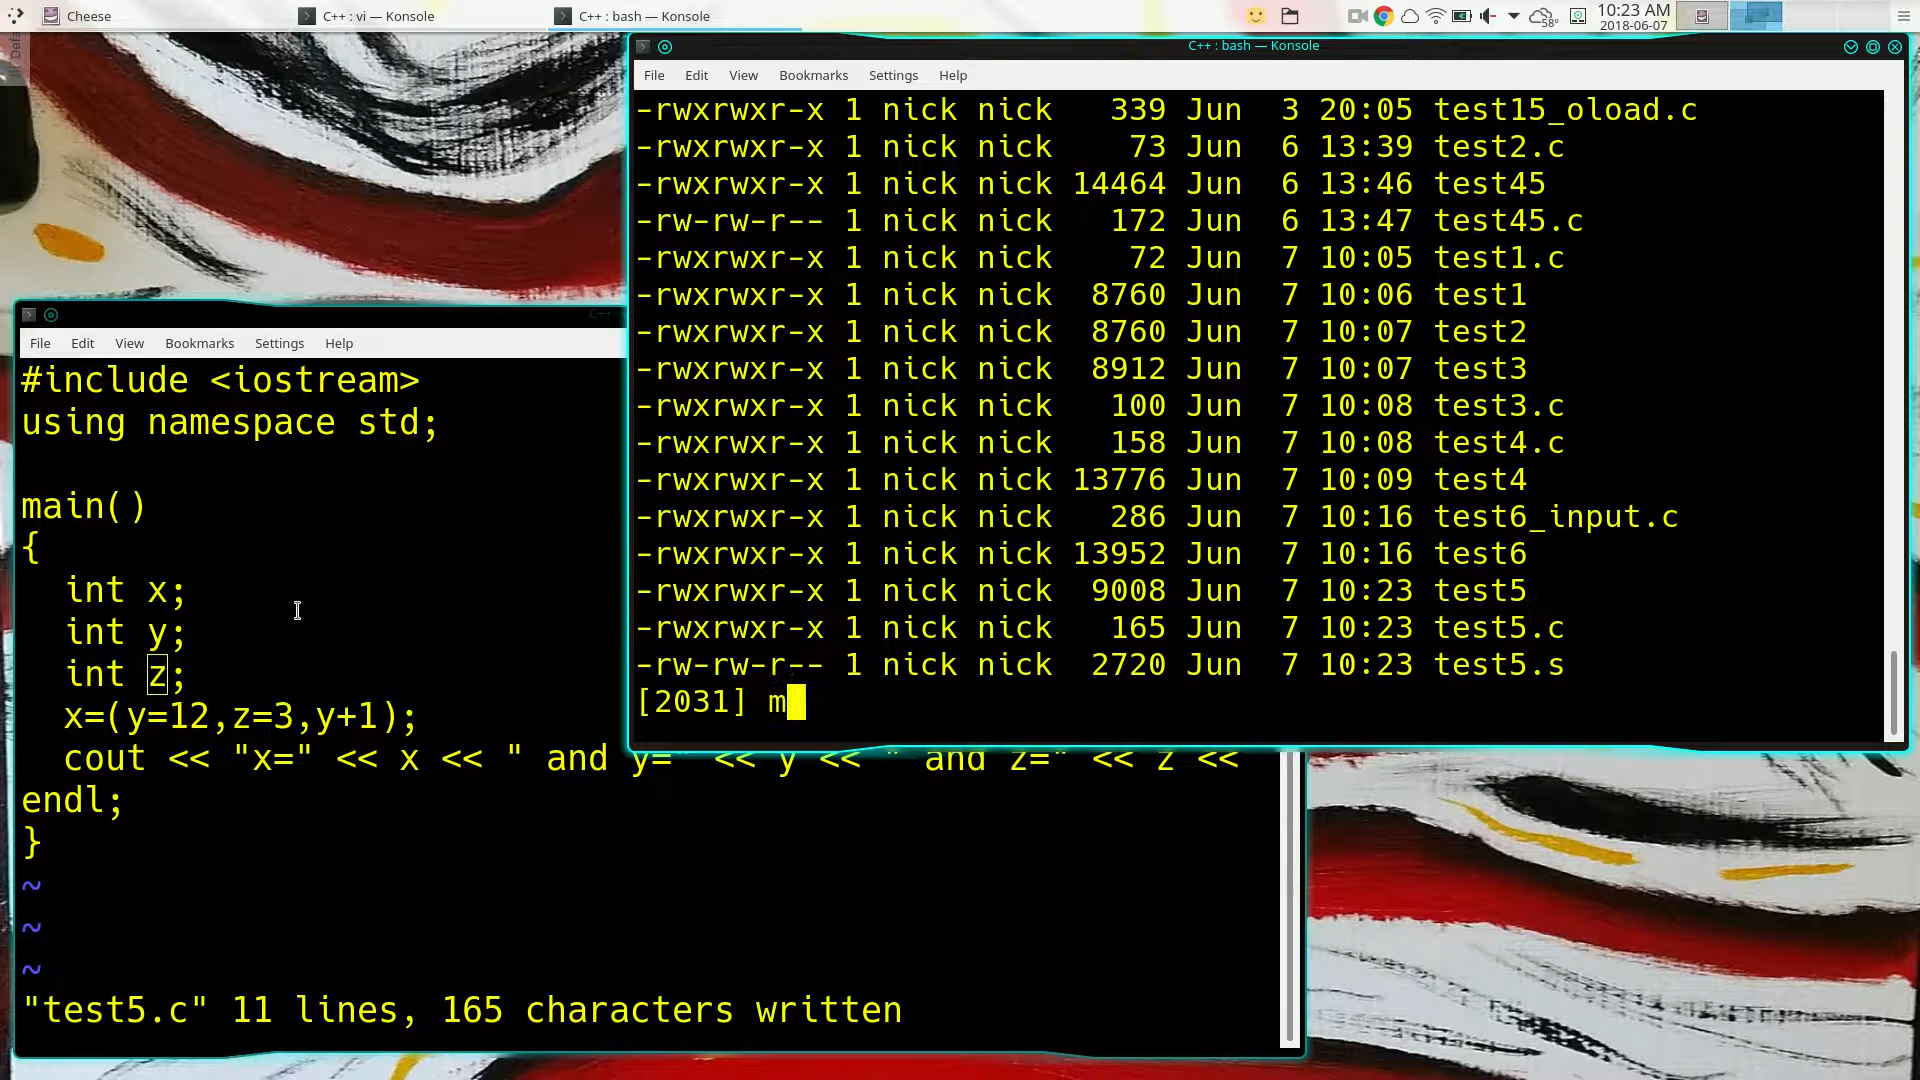 Cheese
C++ : vi — Konsole
C++ : bash — Konsole
58°
10:23 AM
2018-06-07
C++ : bash — Konsole
File Edit View Bookmarks Settings Help
-rwxrwxr-x 1 nick nick 339 Jun 3 20:05 test15_oload.c
-rwxrwxr-x 1 nick nick 73 Jun 6 13:39 test2.c
-rwxrwxr-x 1 nick nick 14464 Jun 6 13:46 test45
-rw-rw-r-- 1 nick nick 172 Jun 6 13:47 test45.c
-rwxrwxr-x 1 nick nick 72 Jun 7 10:05 test1.c
-rwxrwxr-x 1 nick nick 8760 Jun 7 10:06 test1
-rwxrwxr-x 1 nick nick 8760 Jun 7 10:07 test2
-rwxrwxr-x 1 nick nick 8912 Jun 7 10:07 test3
-rwxrwxr-x 1 nick nick 100 Jun 7 10:08 test3.c
-rwxrwxr-x 1 nick nick 158 Jun 7 10:08 test4.c
-rwxrwxr-x 1 nick nick 13776 Jun 7 10:09 test4
-rwxrwxr-x 1 nick nick 286 Jun 7 10:16 test6_input.c
-rwxrwxr-x 1 nick nick 13952 Jun 7 10:16 test6
-rwxrwxr-x 1 nick nick 9008 Jun 7 10:23 test5
-rwxrwxr-x 1 nick nick 165 Jun 7 10:23 test5.c
-rw-rw-r-- 1 nick nick 2720 Jun 7 10:23 test5.s
[2031] m
C++
File Edit View Bookmarks Settings Help
#include <iostream>
using namespace std;
main()
{
int x;
int y;
int z;
x=(y=12,z=3,y+1);
cout << "x=" << x << " and y=" << y << " and z=" << z <<
endl;
}
~
~
~
"test5.c" 11 lines, 165 characters written